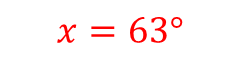 x = 63°